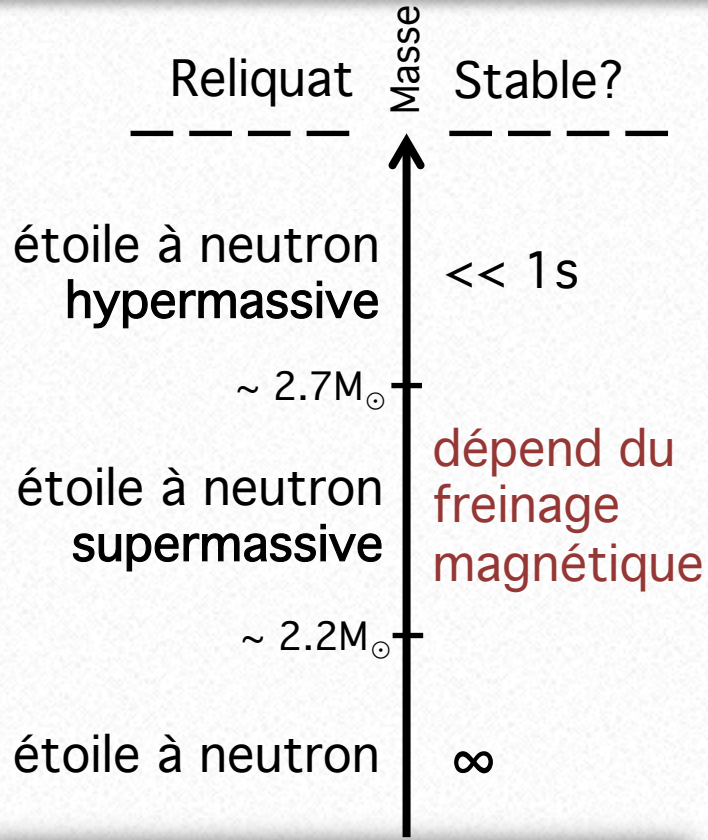 Reliquat
Masse
Stable?
étoile à neutron
hypermassive
<< 1s
~ 2.7M☉
étoile à neutron
supermassive
dépend du
freinage
magnétique
~ 2.2M☉
étoile à neutron
∞